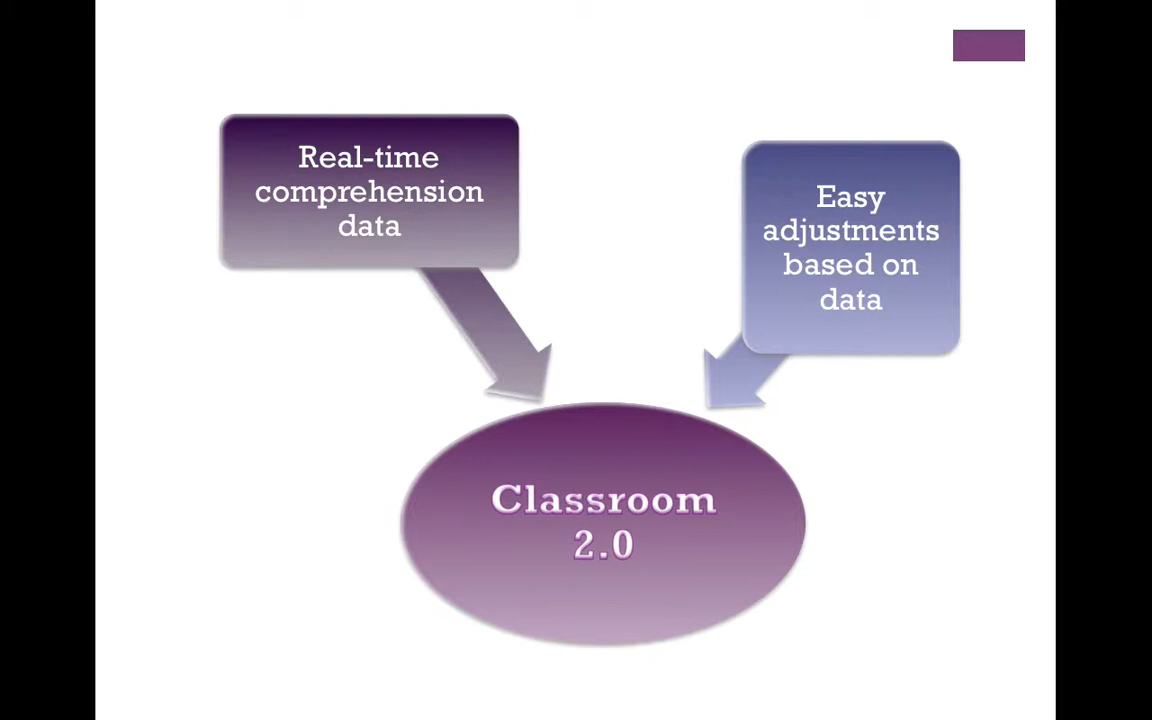 Real-time
comprehension
data
Easy
adjustments
based on
data
Classroom
2.0